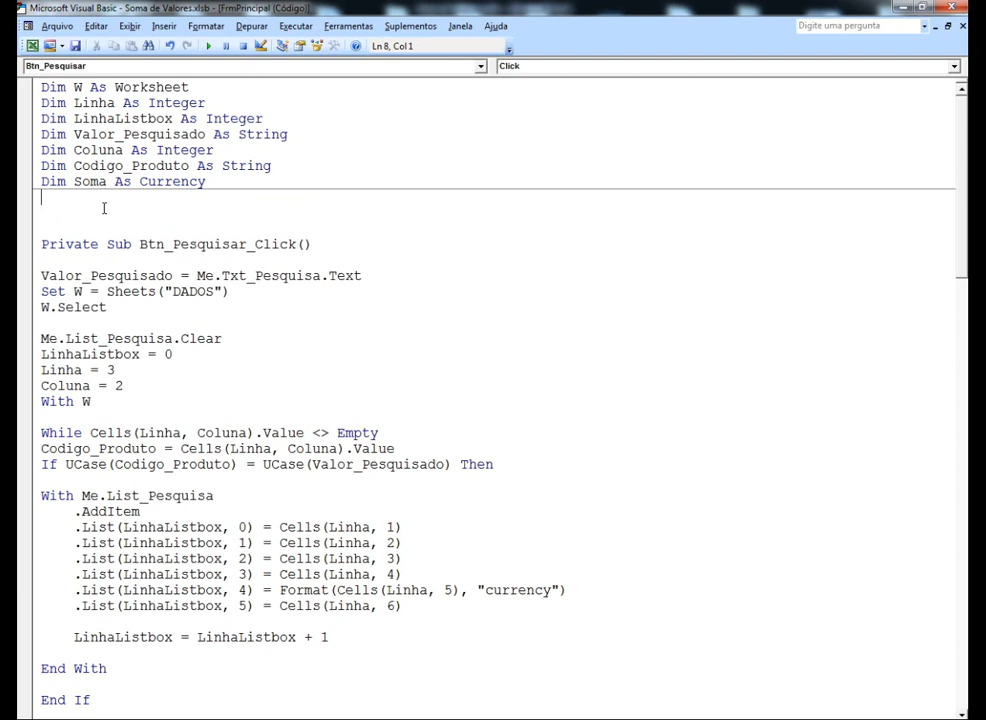 Microsoft Visual Basic - Soma de Valores.xlsb - [FrmPrincipal (Código)]
Arquivo Editar Exibir Inserir Formatar Depurar Executar Ferramentas Suplementos Janela Ajuda Digite uma pergunta
Ln 8, Col 1
Btn_Pesquisar Click
Dim W As Worksheet
Dim Linha As Integer
Dim LinhaListbox As Integer
Dim Valor_Pesquisado As String
Dim Coluna As Integer
Dim Codigo_Produto As String
Dim Soma As Currency
Private Sub Btn_Pesquisar_Click()
Valor_Pesquisado = Me.Txt_Pesquisa.Text
Set W = Sheets("DADOS")
W.Select
Me.List_Pesquisa.Clear
LinhaListbox = 0
Linha = 3
Coluna = 2
With W
While Cells(Linha, Coluna).Value <> Empty
Codigo_Produto = Cells(Linha, Coluna).Value
If UCase(Codigo_Produto) = UCase(Valor_Pesquisado) Then
With Me.List_Pesquisa
.AddItem
.List(LinhaListbox, 0) = Cells(Linha, 1)
.List(LinhaListbox, 1) = Cells(Linha, 2)
.List(LinhaListbox, 2) = Cells(Linha, 3)
.List(LinhaListbox, 3) = Cells(Linha, 4)
.List(LinhaListbox, 4) = Format(Cells(Linha, 5), "currency")
.List(LinhaListbox, 5) = Cells(Linha, 6)
LinhaListbox = LinhaListbox + 1
End With
End If